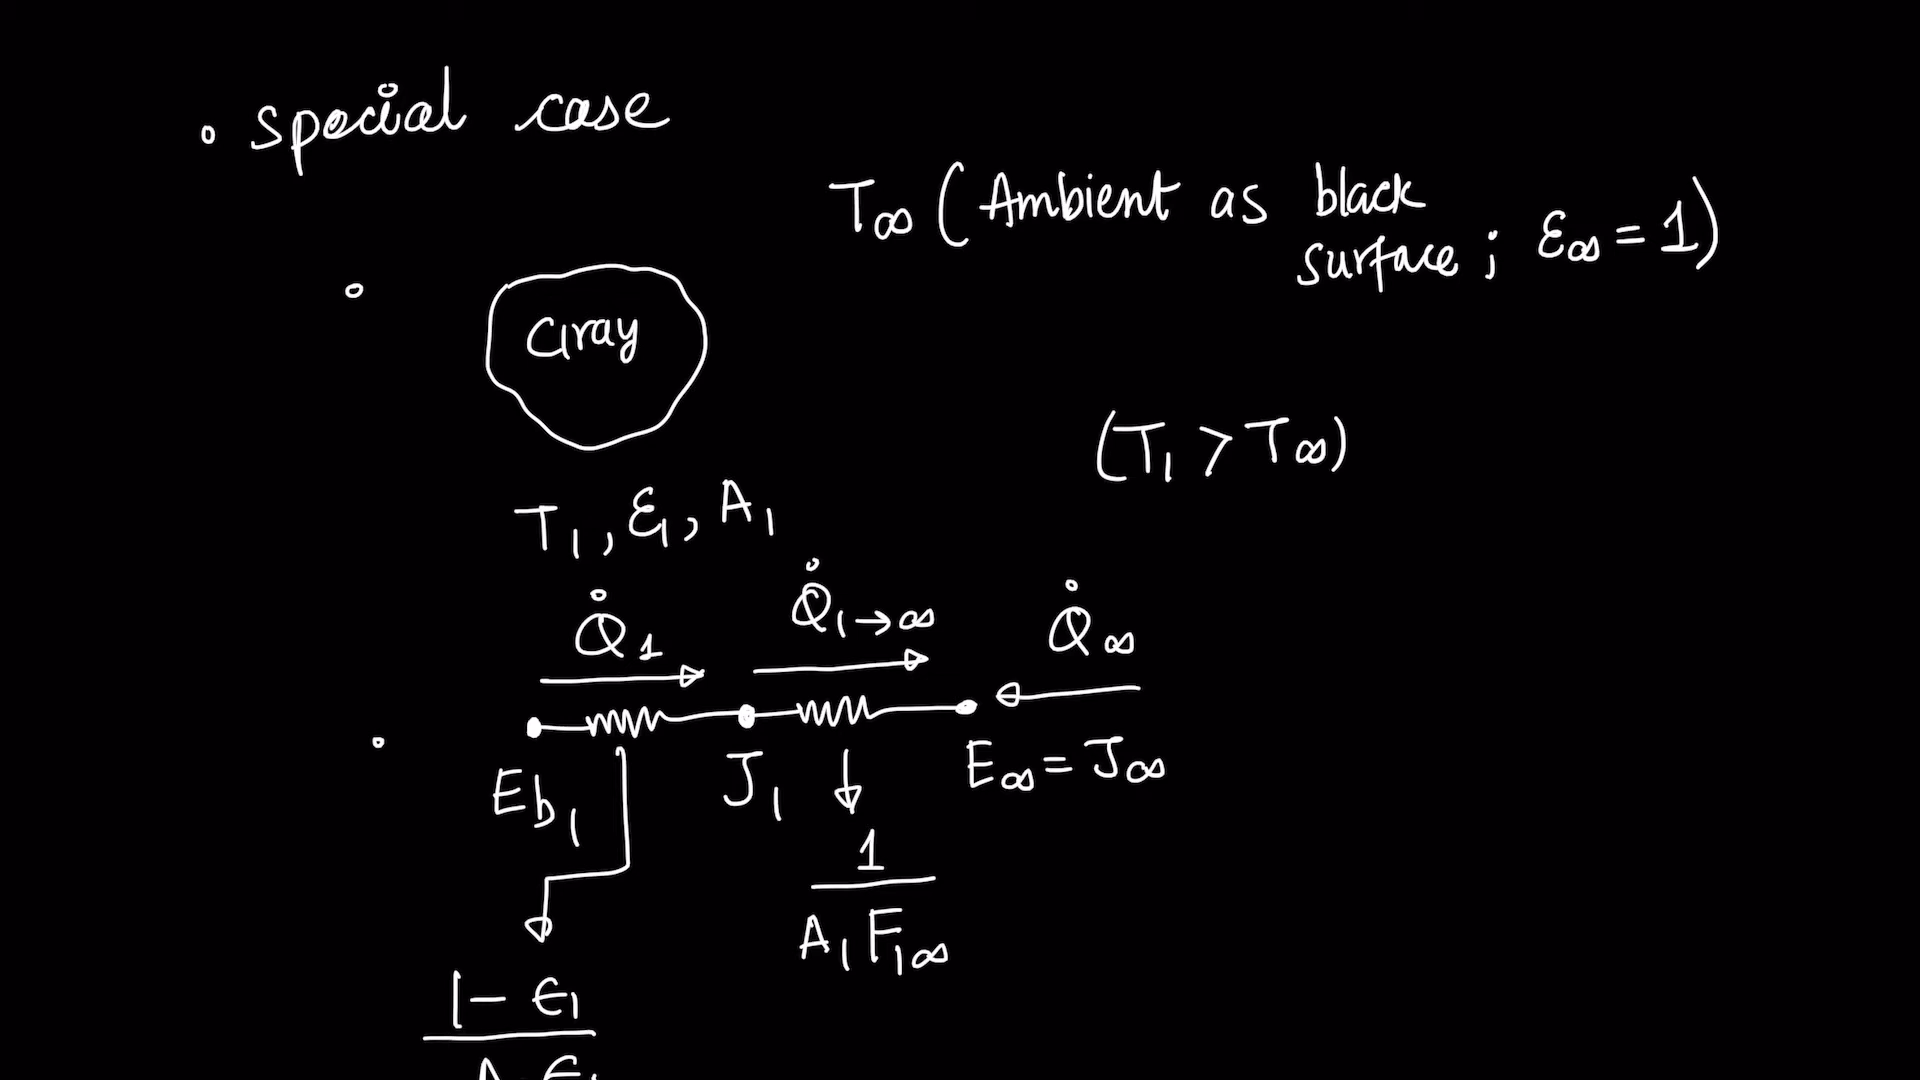 • special case
T∞ (Ambient as black
surface ; ε∞ = 1)
Gray
(T₁ > T∞)
T₁, ε₁, A₁
Q̇₁ Q̇₁→∞ Q̇∞
Eb₁ J₁ E∞ = J∞
1
A₁F₁∞
1 - ϵ₁